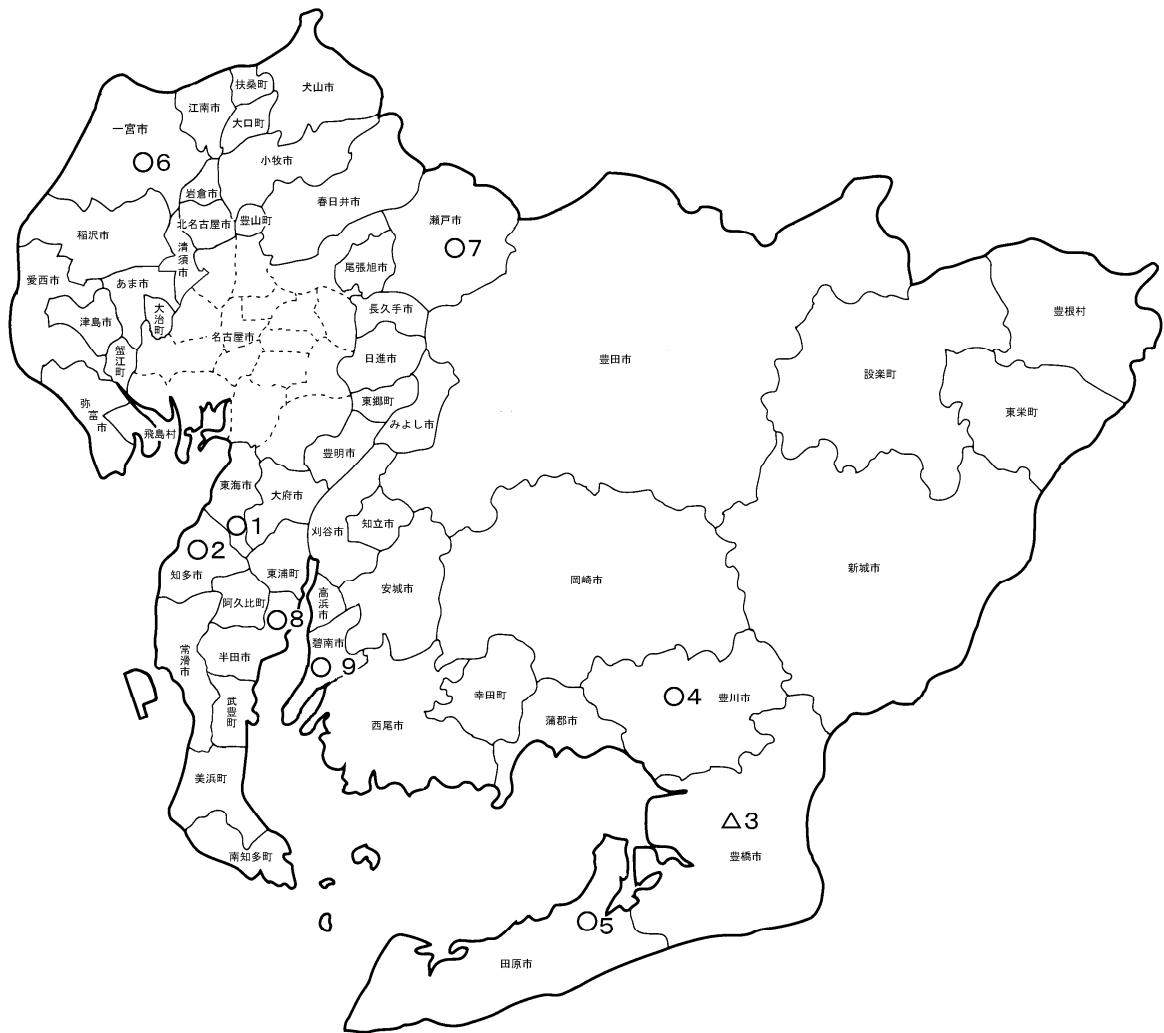 犬山市
扶桑町
江南市
大口町
一宮市
○6
小牧市
岩倉市
春日井市
北名古屋市
豊山町
瀬戸市
○7
稲沢市
清須市
尾張旭市
愛西市
あま市
大治町
津島市
長久手市
名古屋市
蟹江町
日進市
豊田市
豊根村
設楽町
東栄町
弥富市
飛島村
東郷町
みよし市
豊明市
東海市
大府市
○1
刈谷市
知立市
○2
知多市
東浦町
安城市
岡崎市
新城市
阿久比町
高浜市
○8
碧南市
○9
常滑市
半田市
武豊町
西尾市
幸田町
蒲郡市
○4
豊川市
美浜町
南知多町
△3
豊橋市
○5
田原市